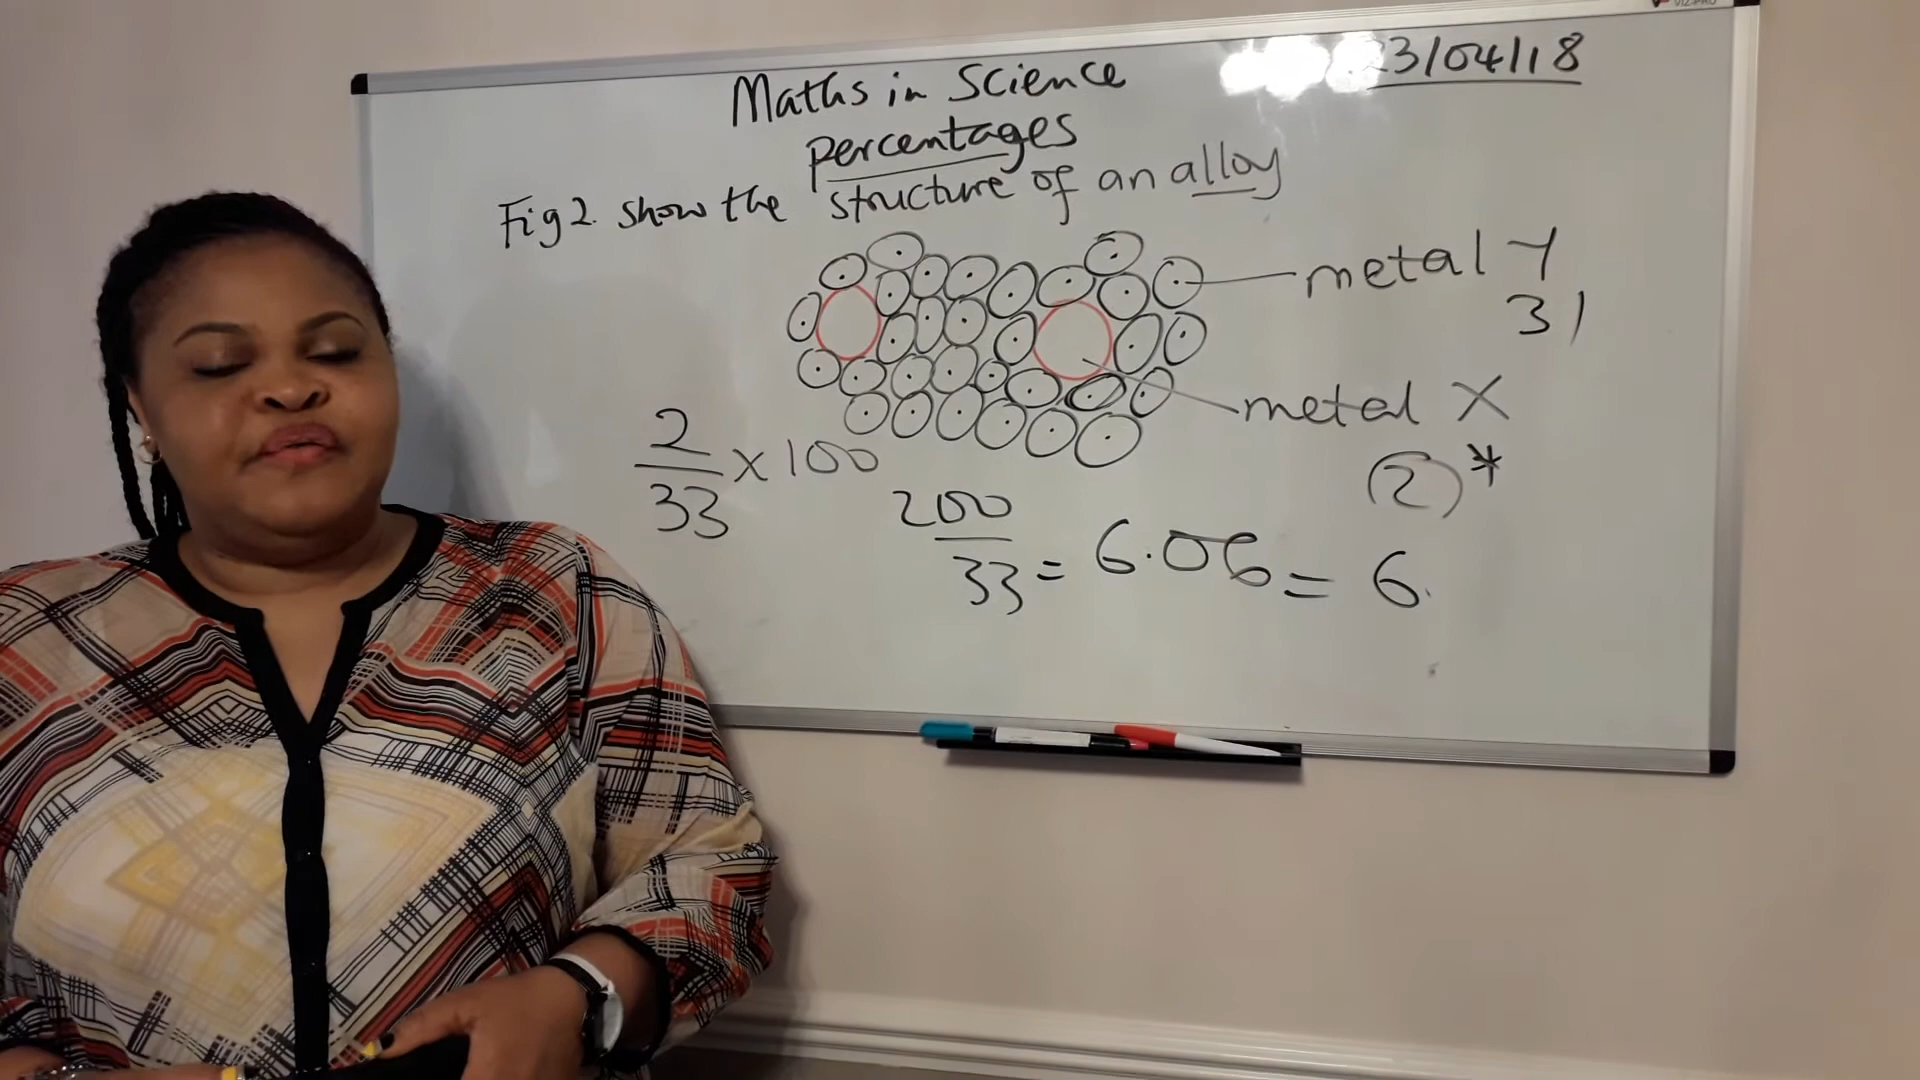 3/04/18
Maths in Science
percentages
Fig 2. show the structure of an alloy
metal Y
31
metal X
(2)*
2/33 x 100
200/33 = 6.06 = 6.